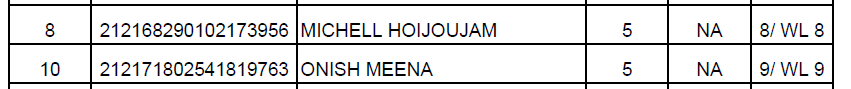 8 212168290102173956 MICHELL HOIJOUJAM 5 NA 8/ WL 8
10 212171802541819763 ONISH MEENA 5 NA 9/ WL 9